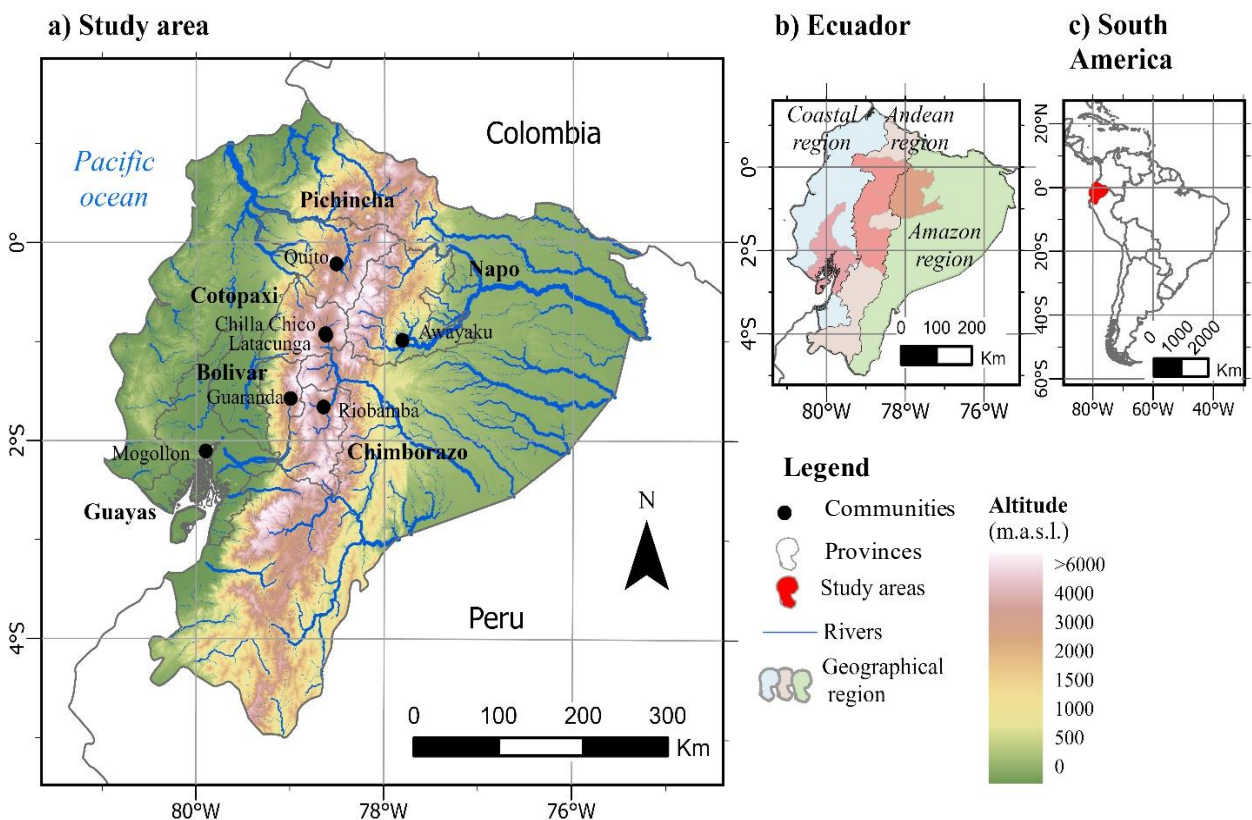 a) Study area
Colombia
Pacific
ocean
Pichincha
0°
Quito
Napo
Cotopaxi
Chilla Chico
Latacunga
Awayaku
Bolivar
Guaranda
Riobamba
2°S
Mogollon
Chimborazo
Guayas
N
Peru
4°S
0 100 200 300
Km
80°W 78°W 76°W
b) Ecuador
Coastal
region
Andean
region
0°
Amazon
region
2°S
4°S
0 100 200
Km
80°W 78°W 76°W
c) South
America
20°N
0°
20°S
40°S
60°S
0 1000 2000
Km
80°W 60°W 40°W
Legend
Communities
Provinces
Study areas
Rivers
Geographical
region
Altitude
(m.a.s.l.)
>6000
4000
3000
2000
1500
1000
500
0